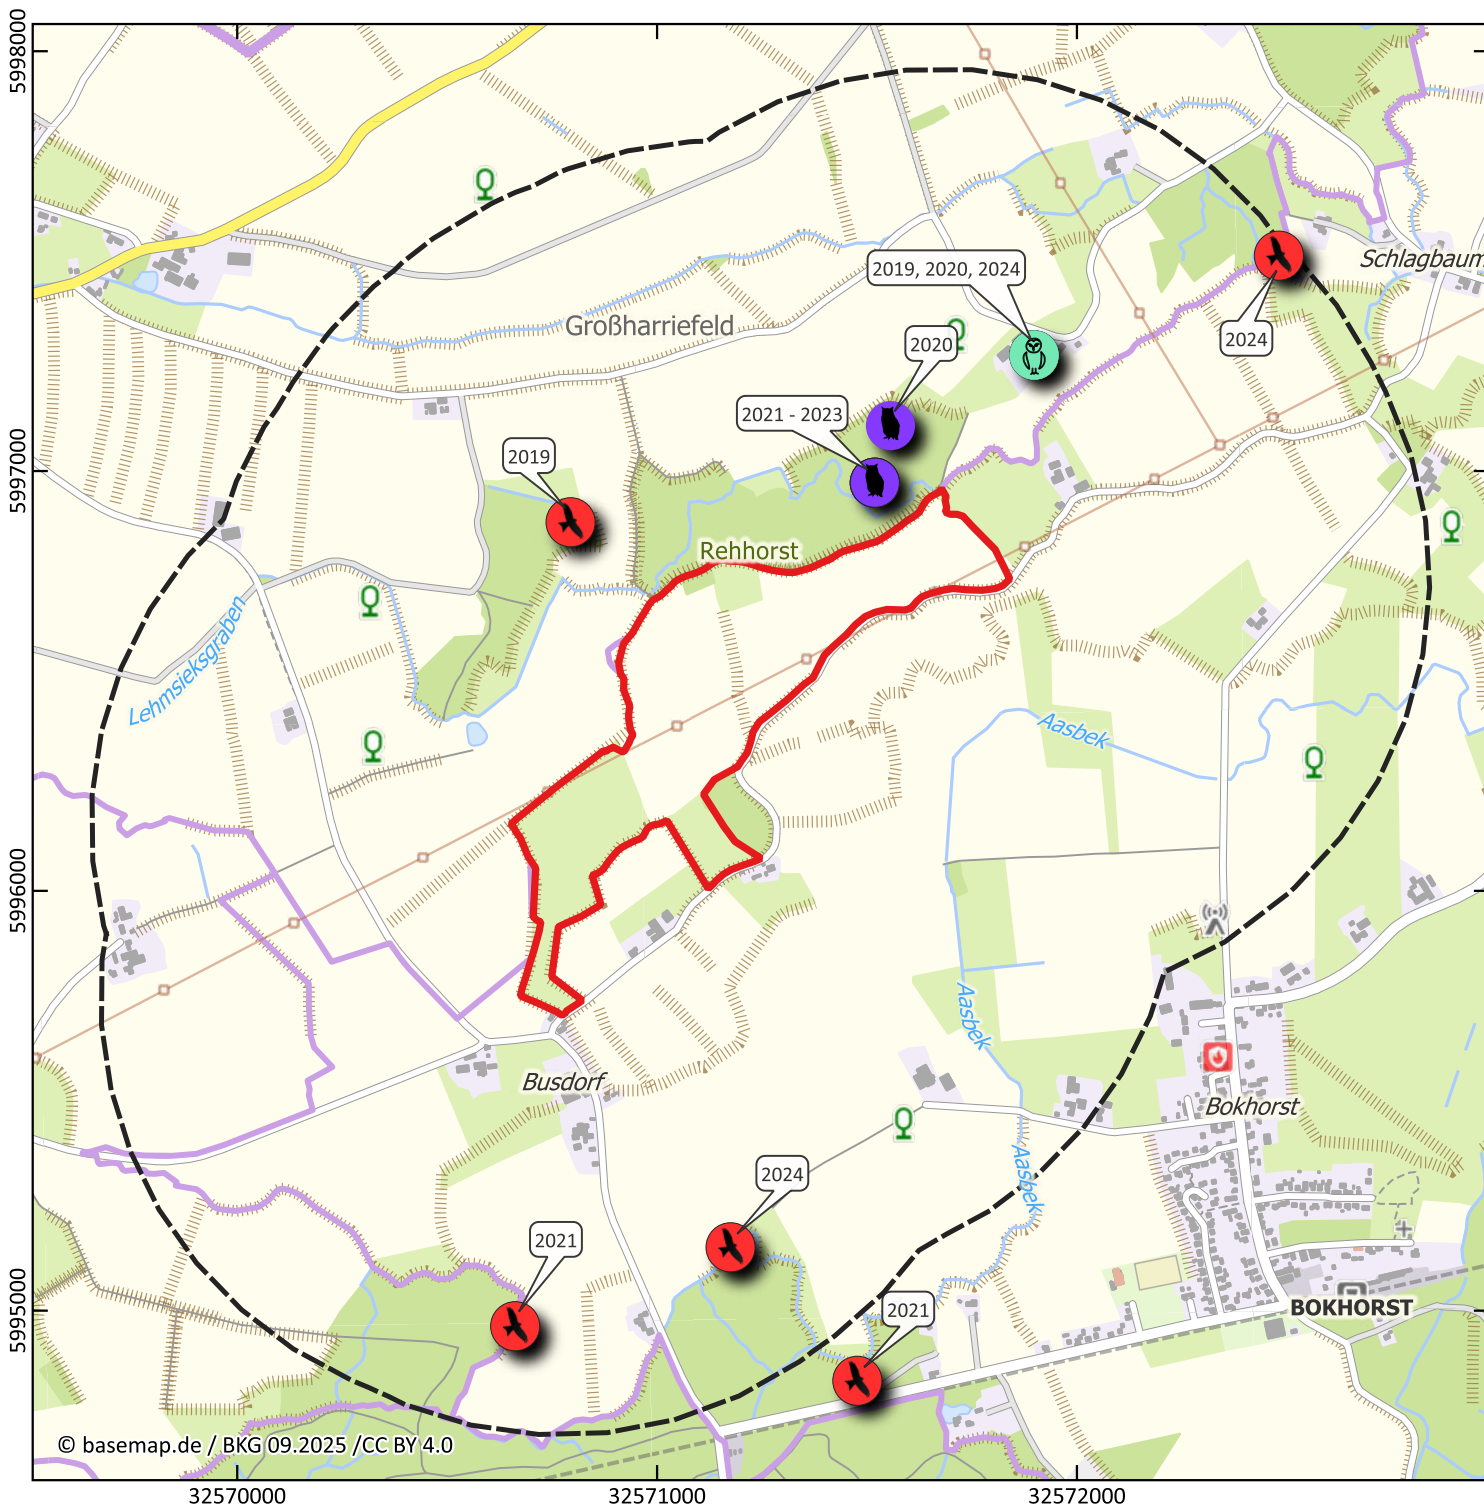 5998000
2019, 2020, 2024
Schlagbaum
Großharriefeld
2020
2024
2021 - 2023
2019
5997000
Rehhorst
Lehmsieksgraben
Aasbek
5996000
Aasbek
Busdorf
Bokhorst
Aasbek
2024
2021
5995000
2021
BOKHORST
© basemap.de / BKG 09.2025 /CC BY 4.0
32570000
32571000
32572000